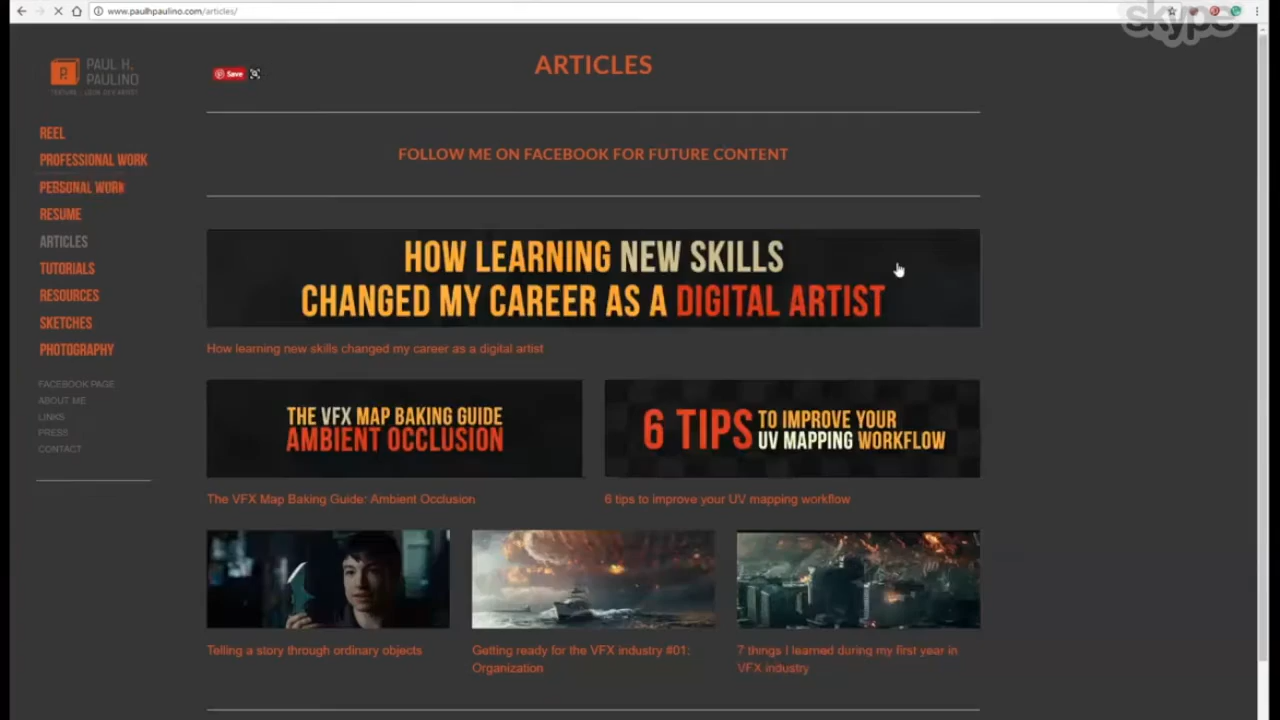 www.paulhpaulino.com/articles/
skype
PAUL H.
PAULINO
TEXTURE - LOOK DEV ARTIST
Save
ARTICLES
REEL
PROFESSIONAL WORK
PERSONAL WORK
RESUME
ARTICLES
TUTORIALS
RESOURCES
SKETCHES
PHOTOGRAPHY
FACEBOOK PAGE
ABOUT ME
LINKS
PRESS
CONTACT
FOLLOW ME ON FACEBOOK FOR FUTURE CONTENT
HOW LEARNING NEW SKILLS
CHANGED MY CAREER AS A DIGITAL ARTIST
How learning new skills changed my career as a digital artist
THE VFX MAP BAKING GUIDE
AMBIENT OCCLUSION
The VFX Map Baking Guide: Ambient Occlusion
6 TIPS TO IMPROVE YOUR
UV MAPPING WORKFLOW
6 tips to improve your UV mapping workflow
Telling a story through ordinary objects
Getting ready for the VFX industry #01:
Organization
7 things I learned during my first year in
VFX industry